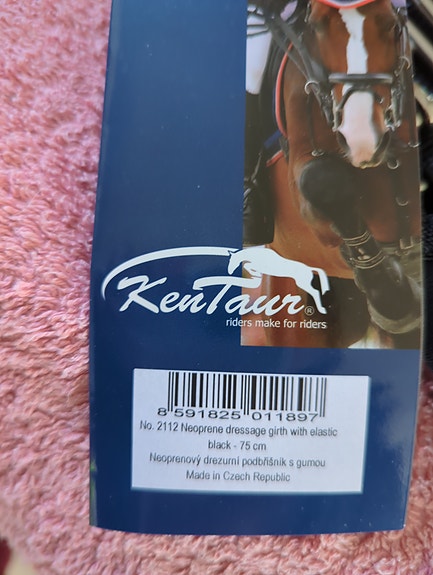 KenTaur®
riders make for riders
8 591825 011897
No. 2112 Neoprene dressage girth with elastic
black - 75 cm
Neoprenový drezurní podbřišník s gumou
Made in Czech Republic